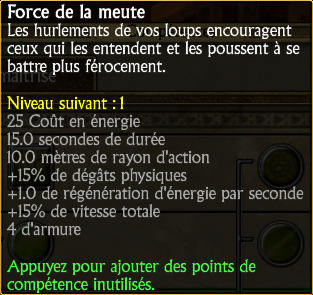 Force de la meute
Les hurlements de vos loups encouragent
ceux qui les entendent et les poussent à se
battre plus férocement.
maîtrise
Niveau suivant : 1
25 Coût en énergie
15.0 secondes de durée
10.0 mètres de rayon d'action
+15% de dégâts physiques
+1.0 de régénération d'énergie par seconde
+15% de vitesse totale
4 d'armure
Appuyez pour ajouter des points de
compétence inutilisés.